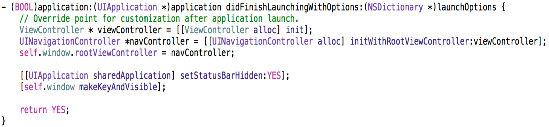 - (BOOL)application:(UIApplication *)application didFinishLaunchingWithOptions:(NSDictionary *)launchOptions {
// Override point for customization after application launch.
ViewController * viewController = [[ViewController alloc] init];
UINavigationController *navController = [[UINavigationController alloc] initWithRootViewController:viewController];
self.window.rootViewController = navController;
[[UIApplication sharedApplication] setStatusBarHidden:YES];
[self.window makeKeyAndVisible];
return YES;
}